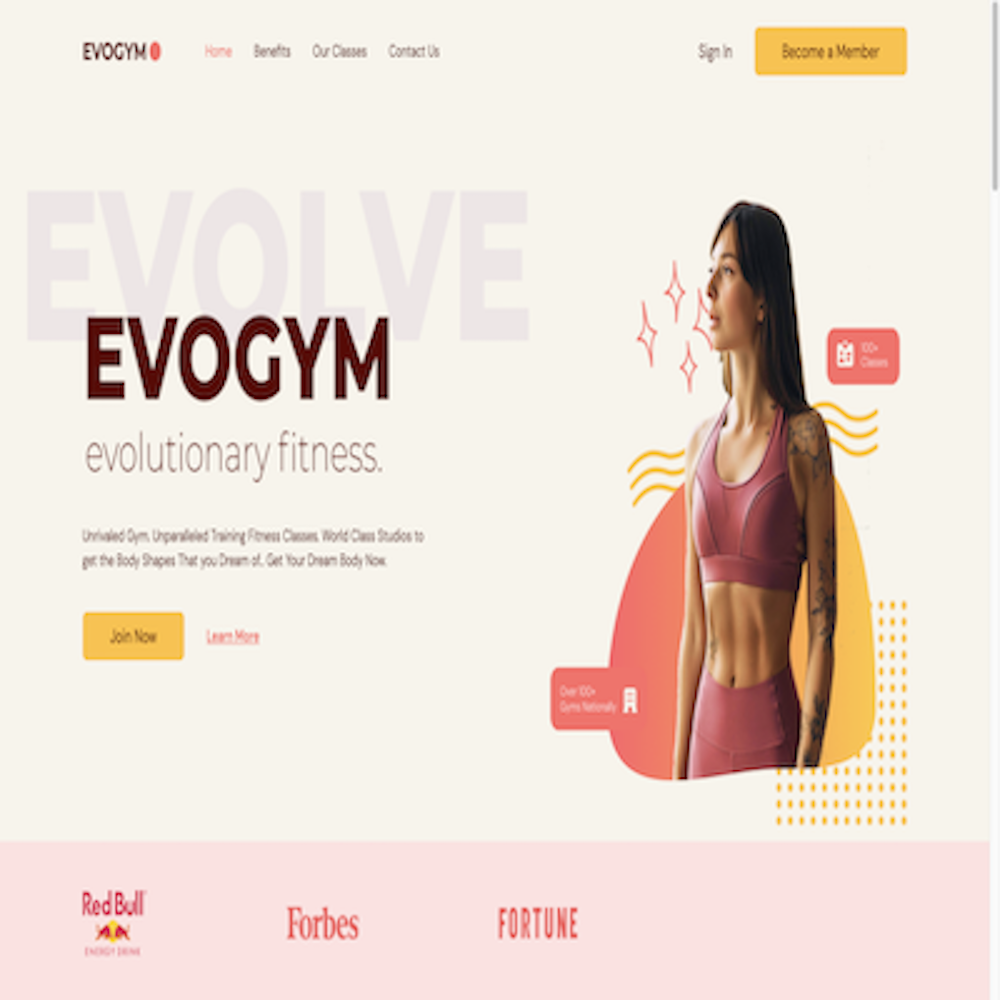 EVOGYM
Home Benefits Our Classes Contact Us
Sign In
Become a Member
EVOLVE
EVOGYM
evolutionary fitness.
Unrivaled Gym. Unparalleled Training Fitness Classes. World Class Studios to
get the Body Shapes That you Dream of.. Get Your Dream Body Now.
Join Now
Learn More
100+
Classes
Over 100+
Gyms Nationally
Red Bull
ENERGY DRINK
Forbes
FORTUNE